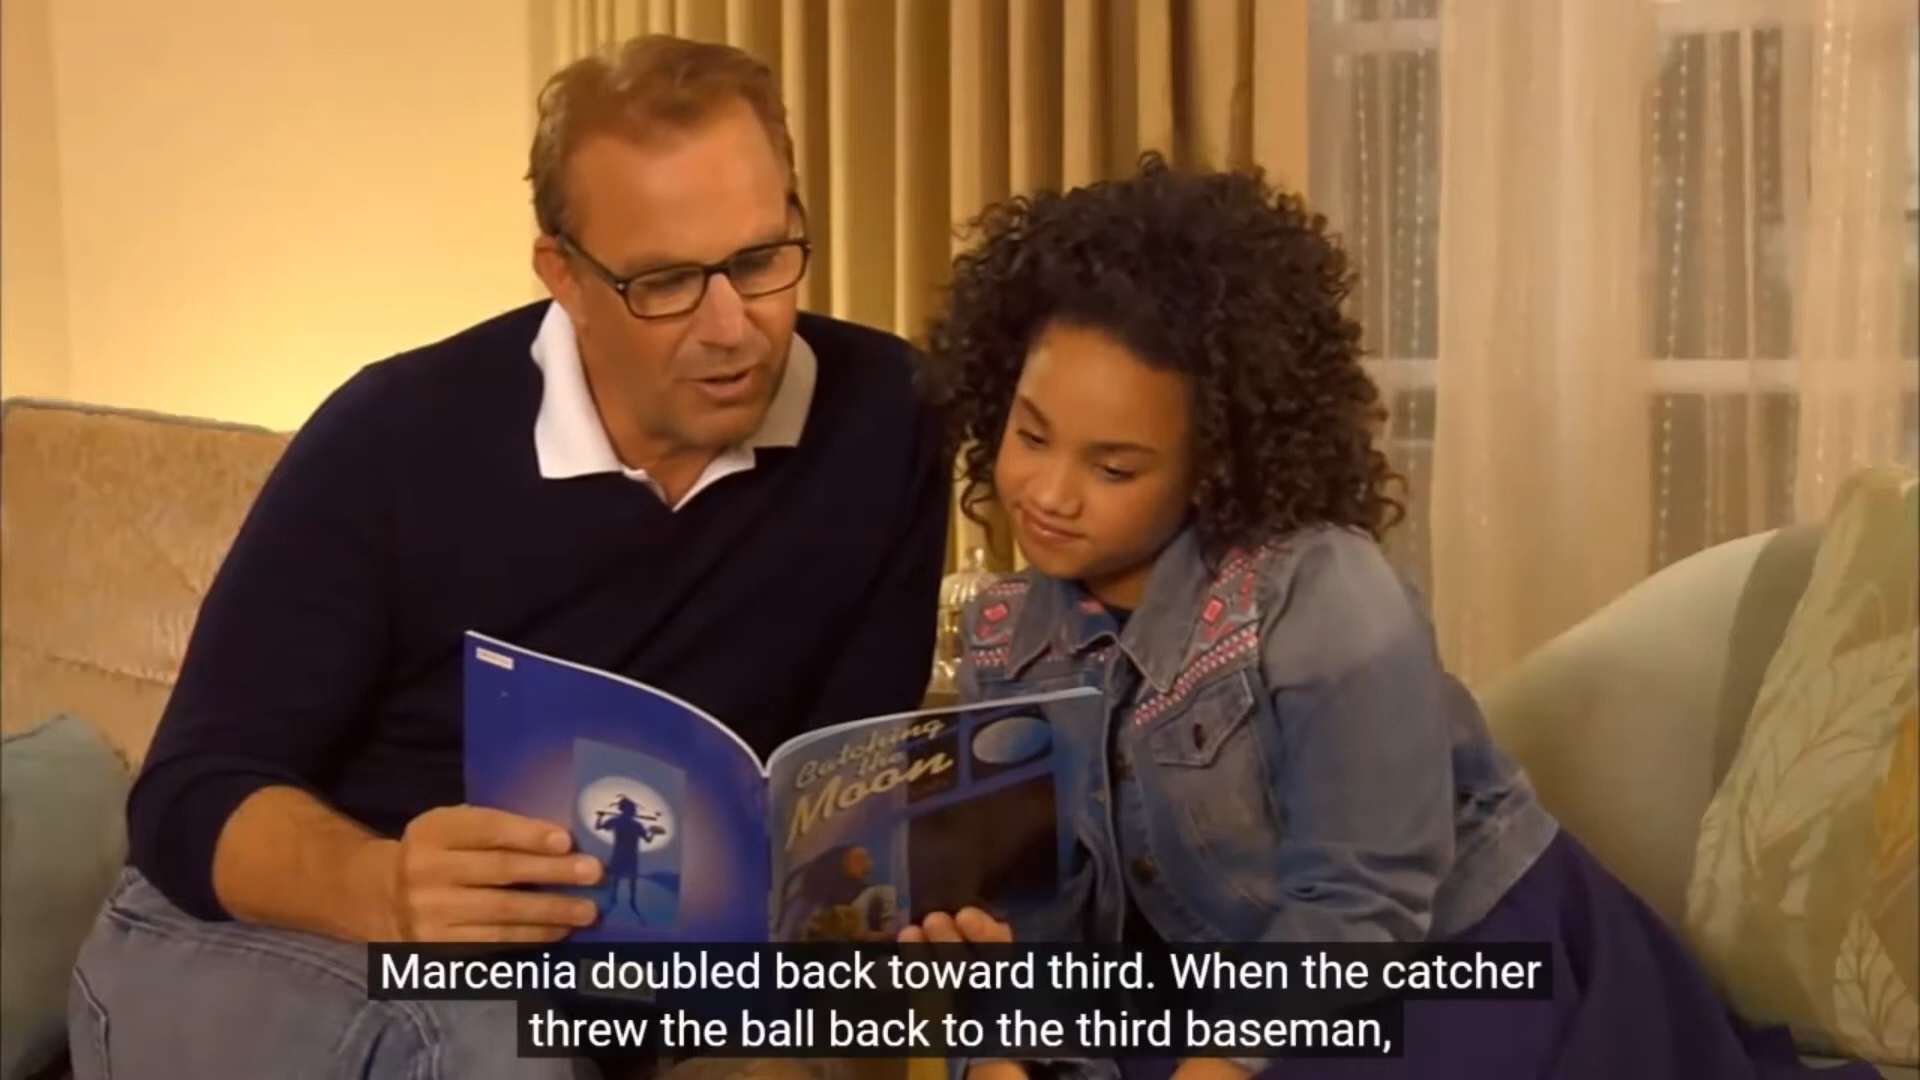 Catching
the
Moon
Marcenia doubled back toward third. When the catcher
threw the ball back to the third baseman,